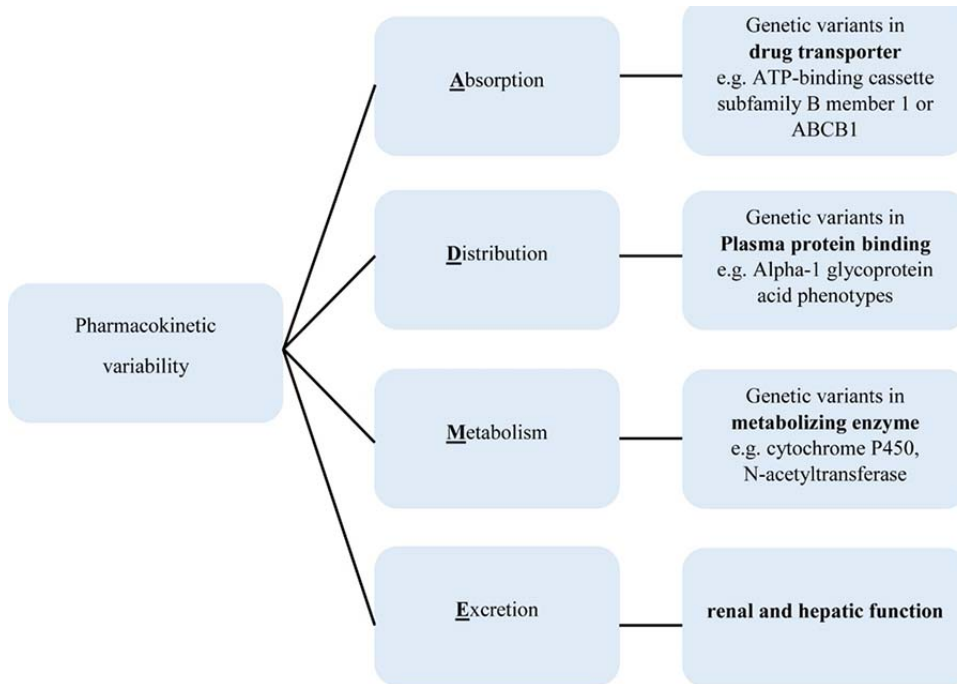 Pharmacokinetic
variability
Absorption
Genetic variants in
drug transporter
e.g. ATP-binding cassette
subfamily B member 1 or
ABCB1
Distribution
Genetic variants in
Plasma protein binding
e.g. Alpha-1 glycoprotein
acid phenotypes
Metabolism
Genetic variants in
metabolizing enzyme
e.g. cytochrome P450,
N-acetyltransferase
Excretion
renal and hepatic function